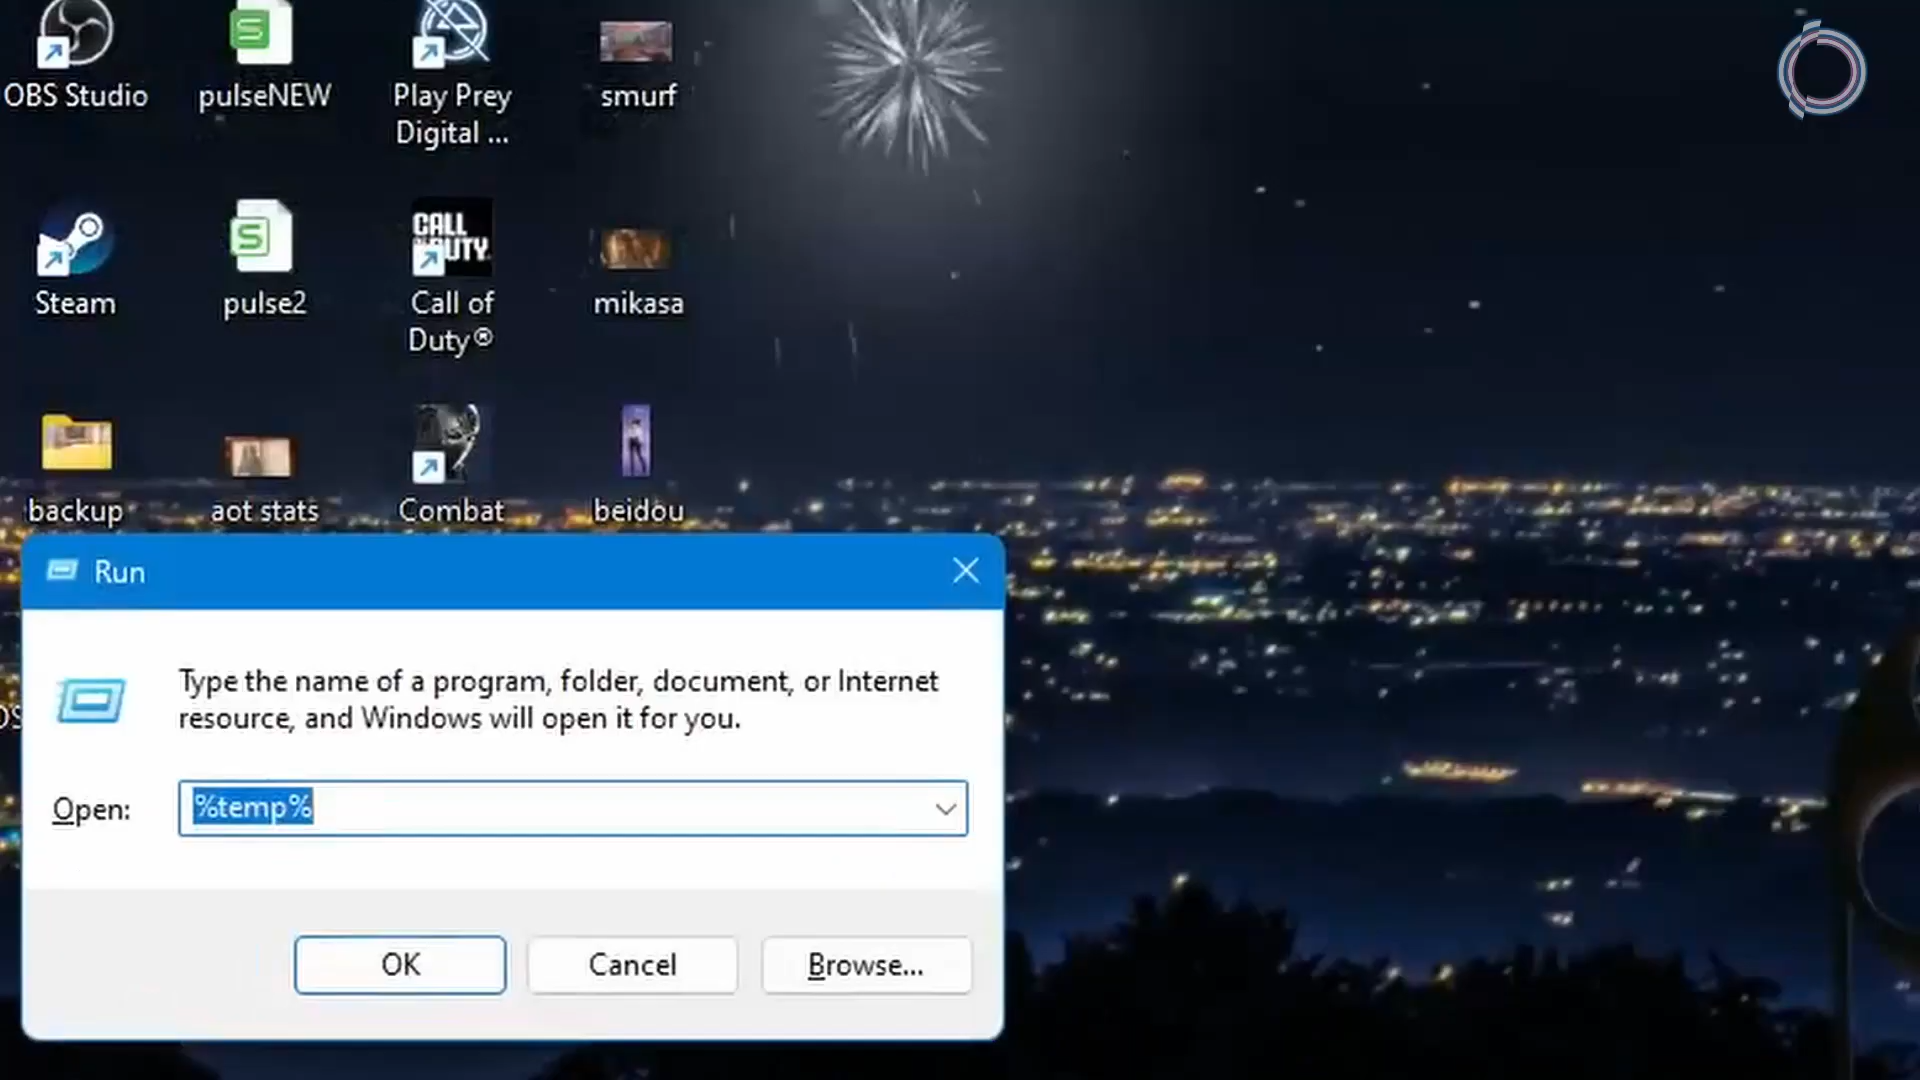 OBS Studio
pulseNEW
Play Prey
Digital ...
smurf
Steam
pulse2
CALL
DUTY
Call of
Duty®
mikasa
backup
aot stats
Combat
beidou
Run
Type the name of a program, folder, document, or Internet
resource, and Windows will open it for you.
Open:
%temp%
OK
Cancel
Browse...